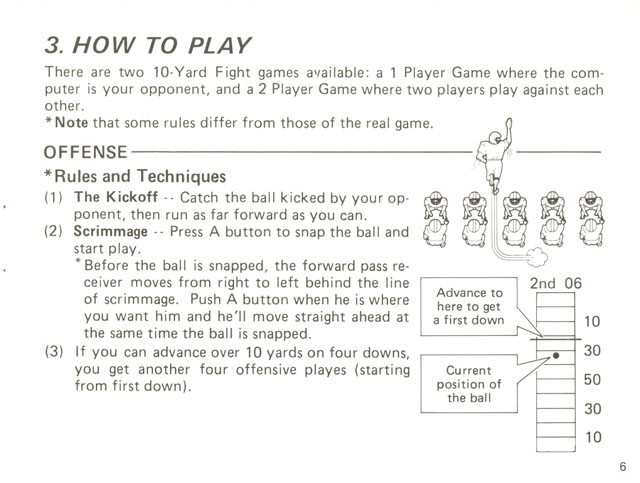 3. HOW TO PLAY
There are two 10-Yard Fight games available: a 1 Player Game where the com-
puter is your opponent, and a 2 Player Game where two players play against each
other.
*Note that some rules differ from those of the real game.
OFFENSE
*Rules and Techniques
(1) The Kickoff -- Catch the ball kicked by your op-
ponent, then run as far forward as you can.
(2) Scrimmage -- Press A button to snap the ball and
start play.
*Before the ball is snapped, the forward pass re-
ceiver moves from right to left behind the line
of scrimmage. Push A button when he is where
you want him and he'll move straight ahead at
the same time the ball is snapped.
(3) If you can advance over 10 yards on four downs,
you get another four offensive playes (starting
from first down).
Advance to
here to get
a first down
Current
position of
the ball
2nd 06
10
30
50
30
10
6